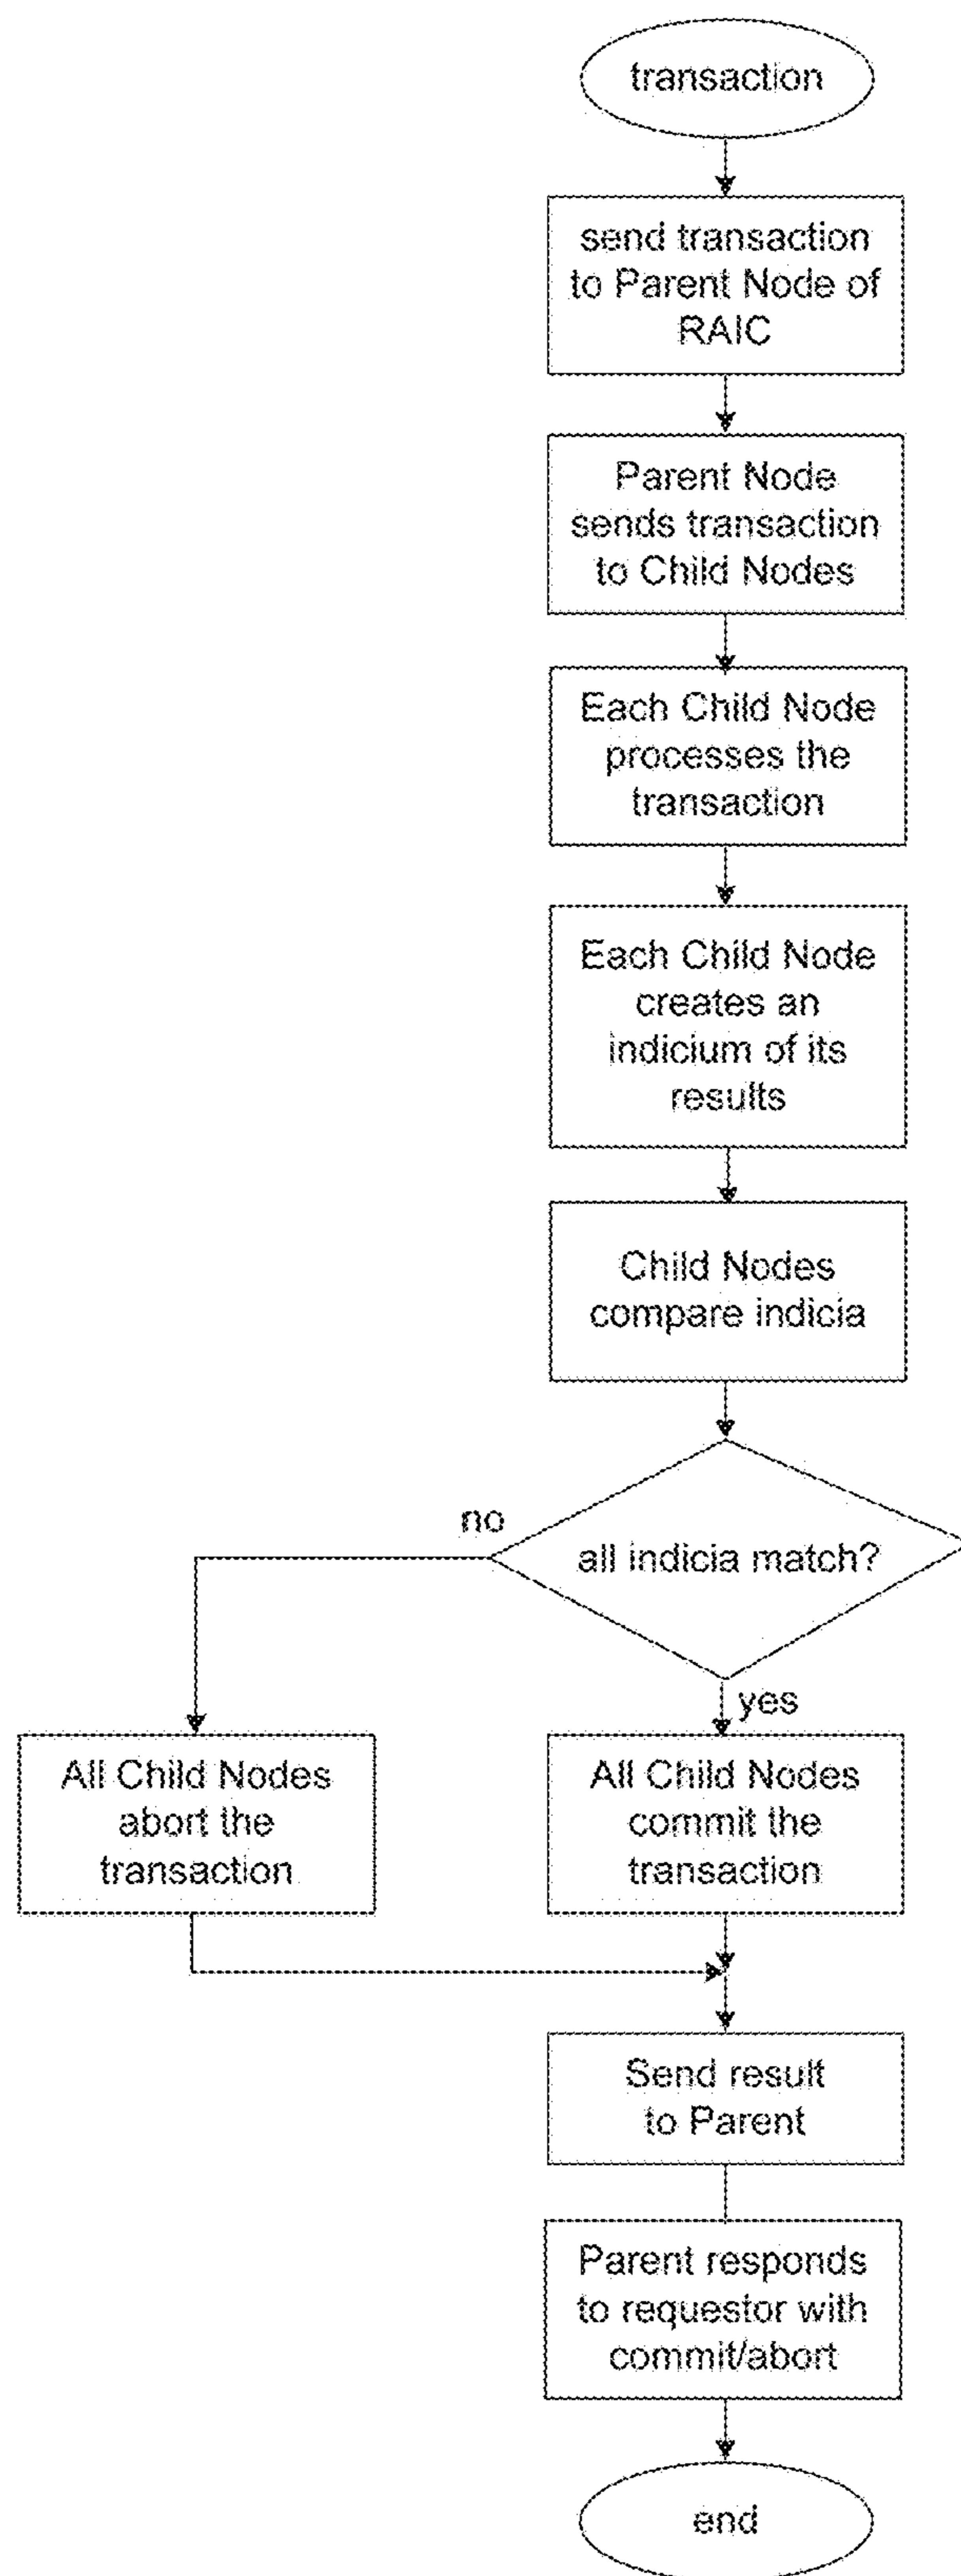 transaction
send transaction
to Parent Node of
RAIC
Parent Node
sends transaction
to Child Nodes
Each Child Node
processes the
transaction
Each Child Node
creates an
indicium of its
results
Child Nodes
compare indicia
no
all indicia match?
yes
All Child Nodes
abort the
transaction
All Child Nodes
commit the
transaction
Send result
to Parent
Parent responds
to requestor with
commit/abort
end